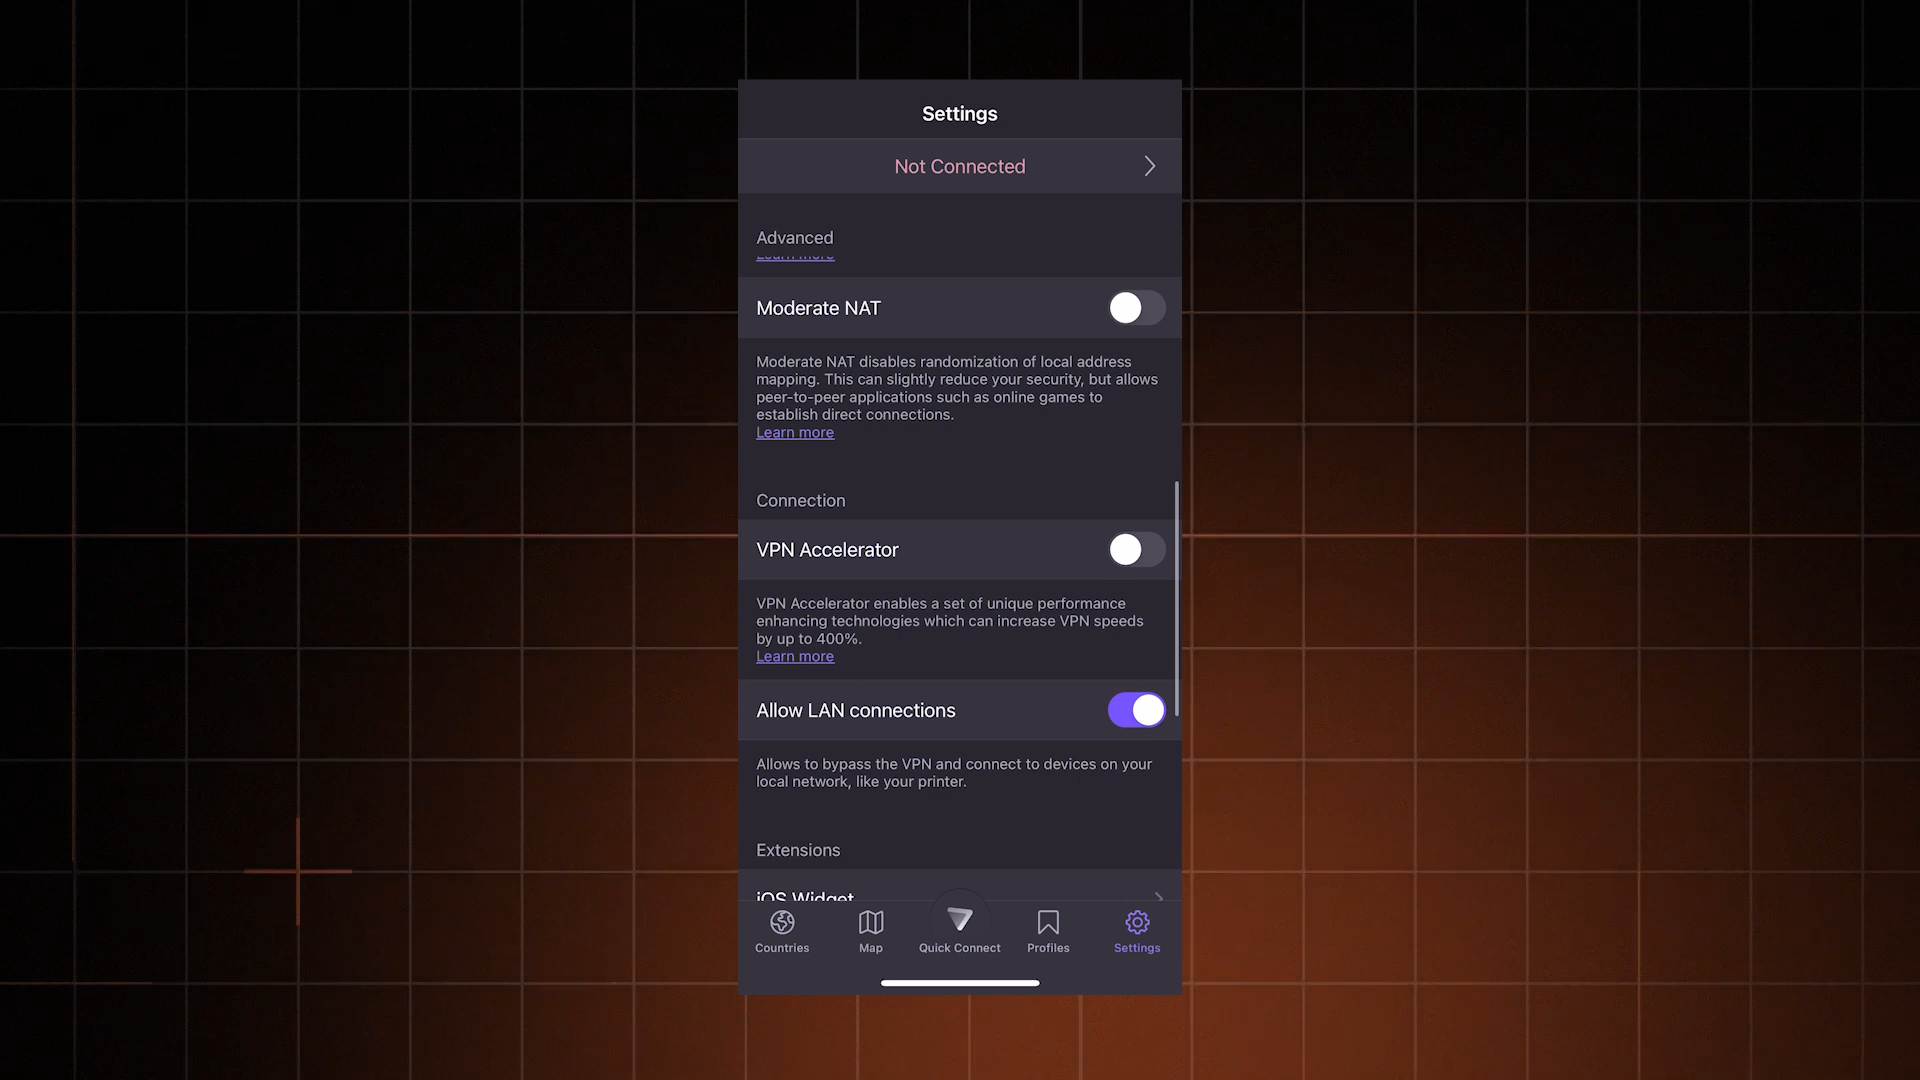 Settings
Not Connected
Advanced
Learn more
Moderate NAT
Moderate NAT disables randomization of local address
mapping. This can slightly reduce your security, but allows
peer-to-peer applications such as online games to
establish direct connections.
Learn more
Connection
VPN Accelerator
VPN Accelerator enables a set of unique performance
enhancing technologies which can increase VPN speeds
by up to 400%.
Learn more
Allow LAN connections
Allows to bypass the VPN and connect to devices on your
local network, like your printer.
Extensions
iOS Widget
Countries
Map
Quick Connect
Profiles
Settings